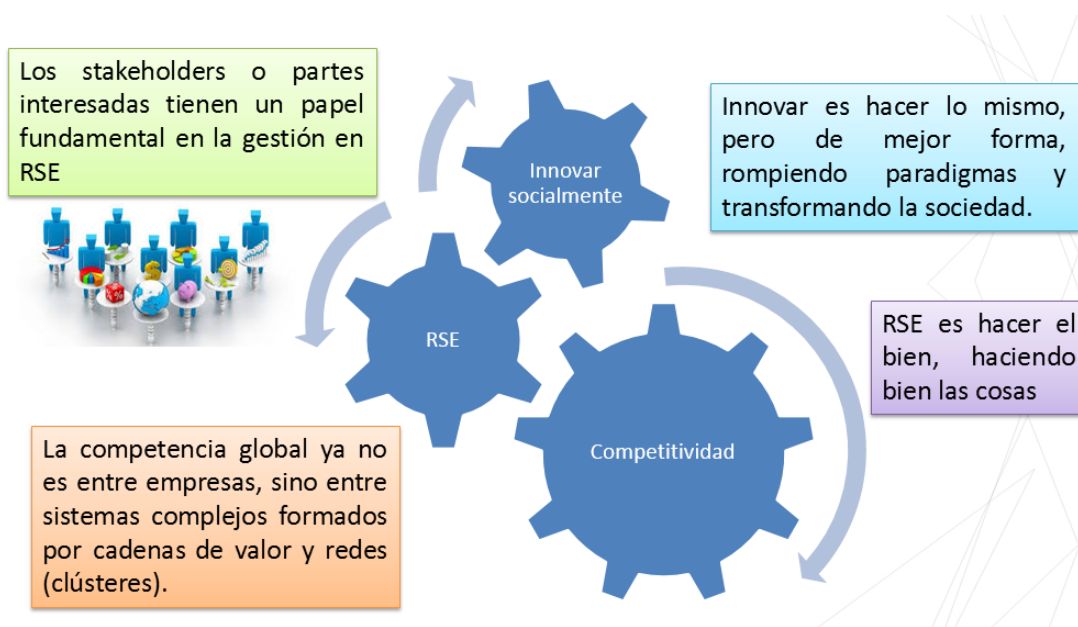 Los stakeholders o partes
interesadas tienen un papel
fundamental en la gestión en
RSE
Innovar
socialmente
Innovar es hacer lo mismo,
pero de mejor forma,
rompiendo paradigmas y
transformando la sociedad.
RSE
RSE es hacer el
bien, haciendo
bien las cosas
Competitividad
La competencia global ya no
es entre empresas, sino entre
sistemas complejos formados
por cadenas de valor y redes
(clústeres).